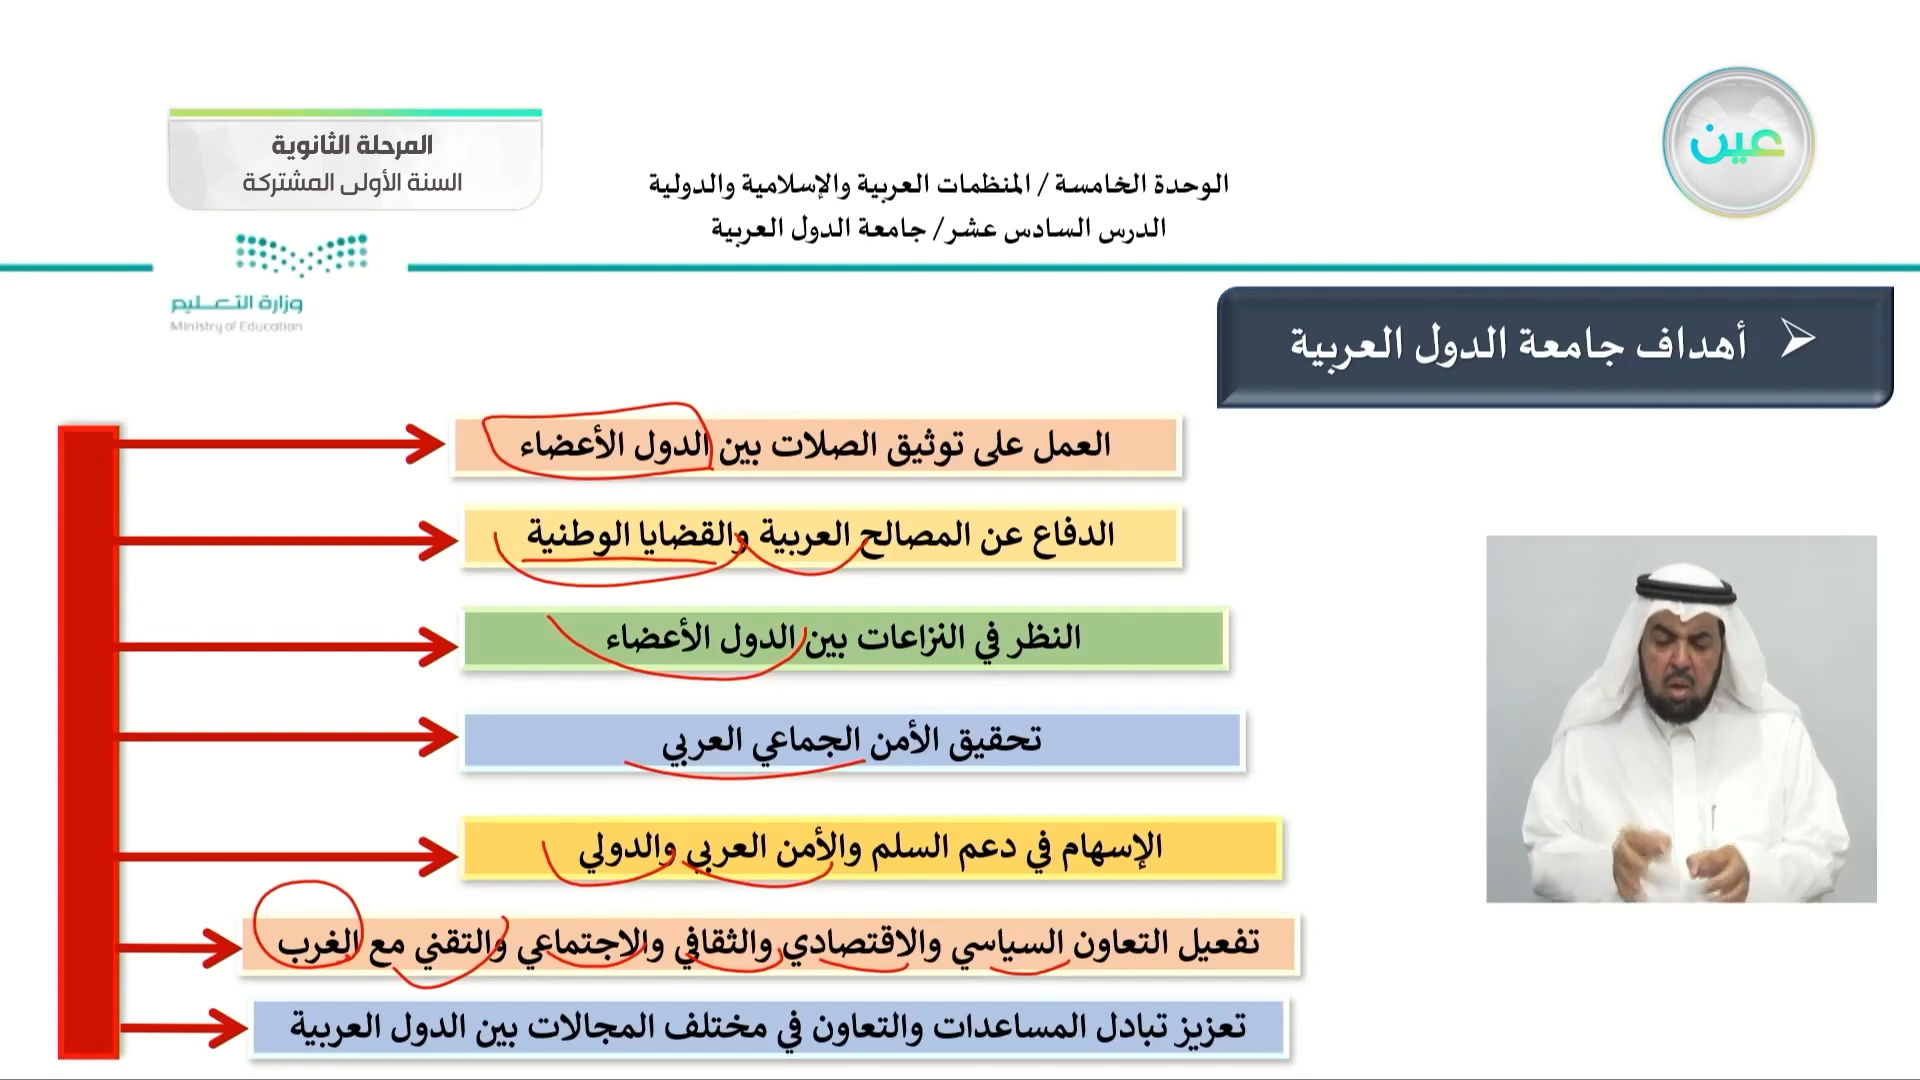 عين
المرحلة الثانوية
السنة الأولى المشتركة
الوحدة الخامسة / المنظمات العربية والإسلامية والدولية
الدرس السادس عشر/ جامعة الدول العربية
وزارة التعليم
Ministry of Education
أهداف جامعة الدول العربية
العمل على توثيق الصلات بين الدول الأعضاء
الدفاع عن المصالح العربية والقضايا الوطنية
النظر في النزاعات بين الدول الأعضاء
تحقيق الأمن الجماعي العربي
الإسهام في دعم السلم والأمن العربي والدولي
تفعيل التعاون السياسي والاقتصادي والثقافي والاجتماعي والتقني مع الغرب
تعزيز تبادل المساعدات والتعاون في مختلف المجالات بين الدول العربية